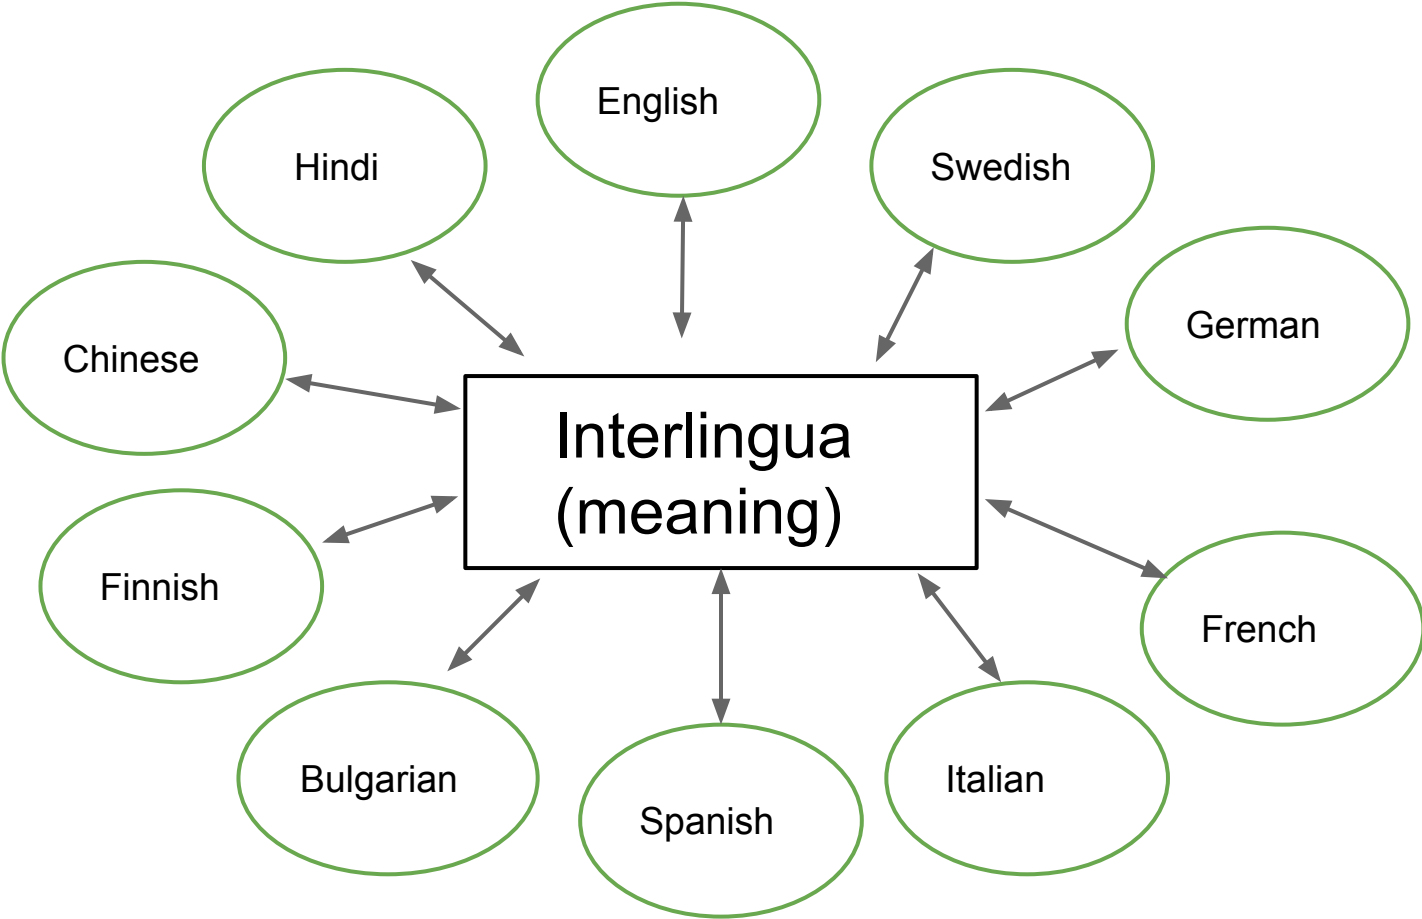 English
Hindi
Swedish
German
Chinese
Interlingua
(meaning)
Finnish
French
Bulgarian
Italian
Spanish